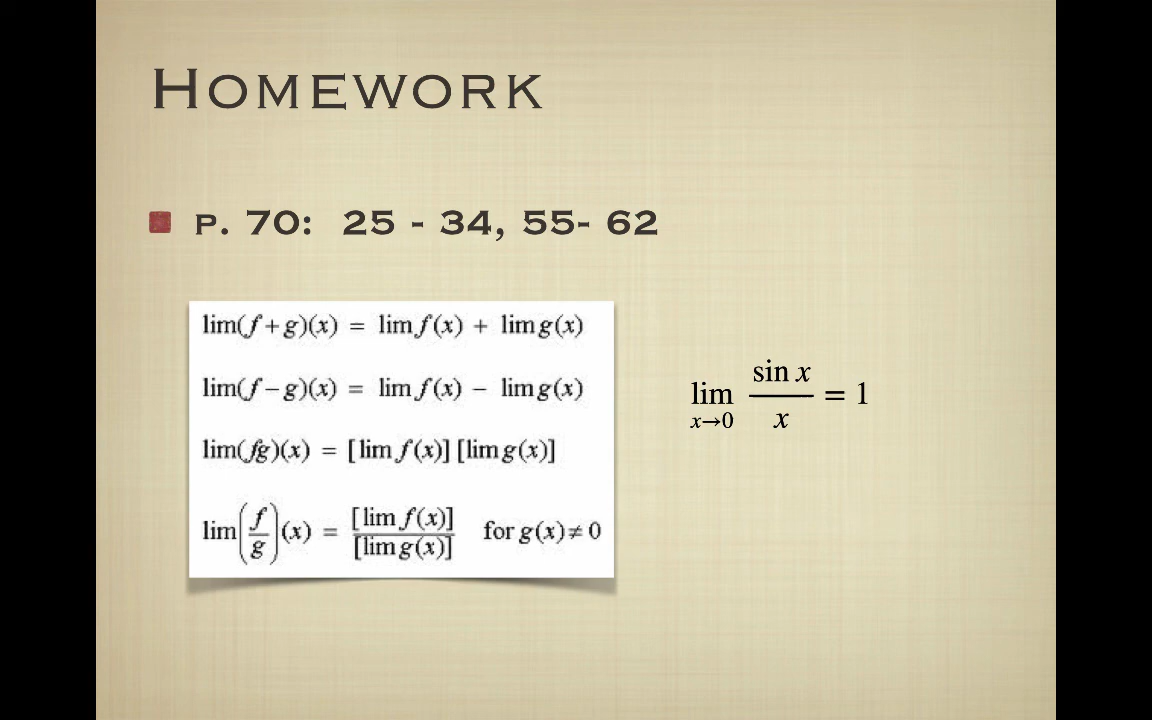 HOMEWORK
P. 70: 25 - 34, 55- 62
lim(f+g)(x) = lim f(x) + lim g(x)
lim(f−g)(x) = lim f(x) − lim g(x)
lim(fg)(x) = [lim f(x)] [lim g(x)]
lim(f/g)(x) = [lim f(x)]/[lim g(x)] for g(x) ≠ 0
lim x→0 sin x/x = 1